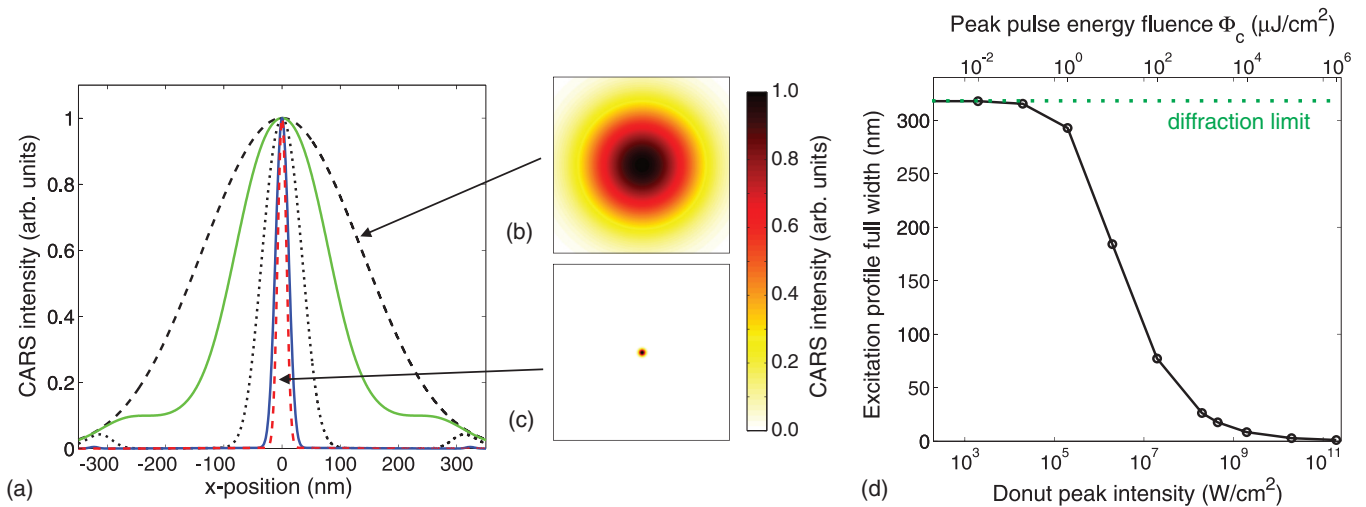 CARS intensity (arb. units)
1
0.8
0.6
0.4
0.2
0
-300 -200 -100 0 100 200 300
x-position (nm)
(a)
(b)
(c)
1.0
0.8
0.6
0.4
0.2
0.0
CARS intensity (arb. units)
Peak pulse energy fluence Φc (μJ/cm²)
10⁻² 10⁰ 10² 10⁴ 10⁶
diffraction limit
Excitation profile full width (nm)
300
250
200
150
100
50
0
10³ 10⁵ 10⁷ 10⁹ 10¹¹
Donut peak intensity (W/cm²)
(d)